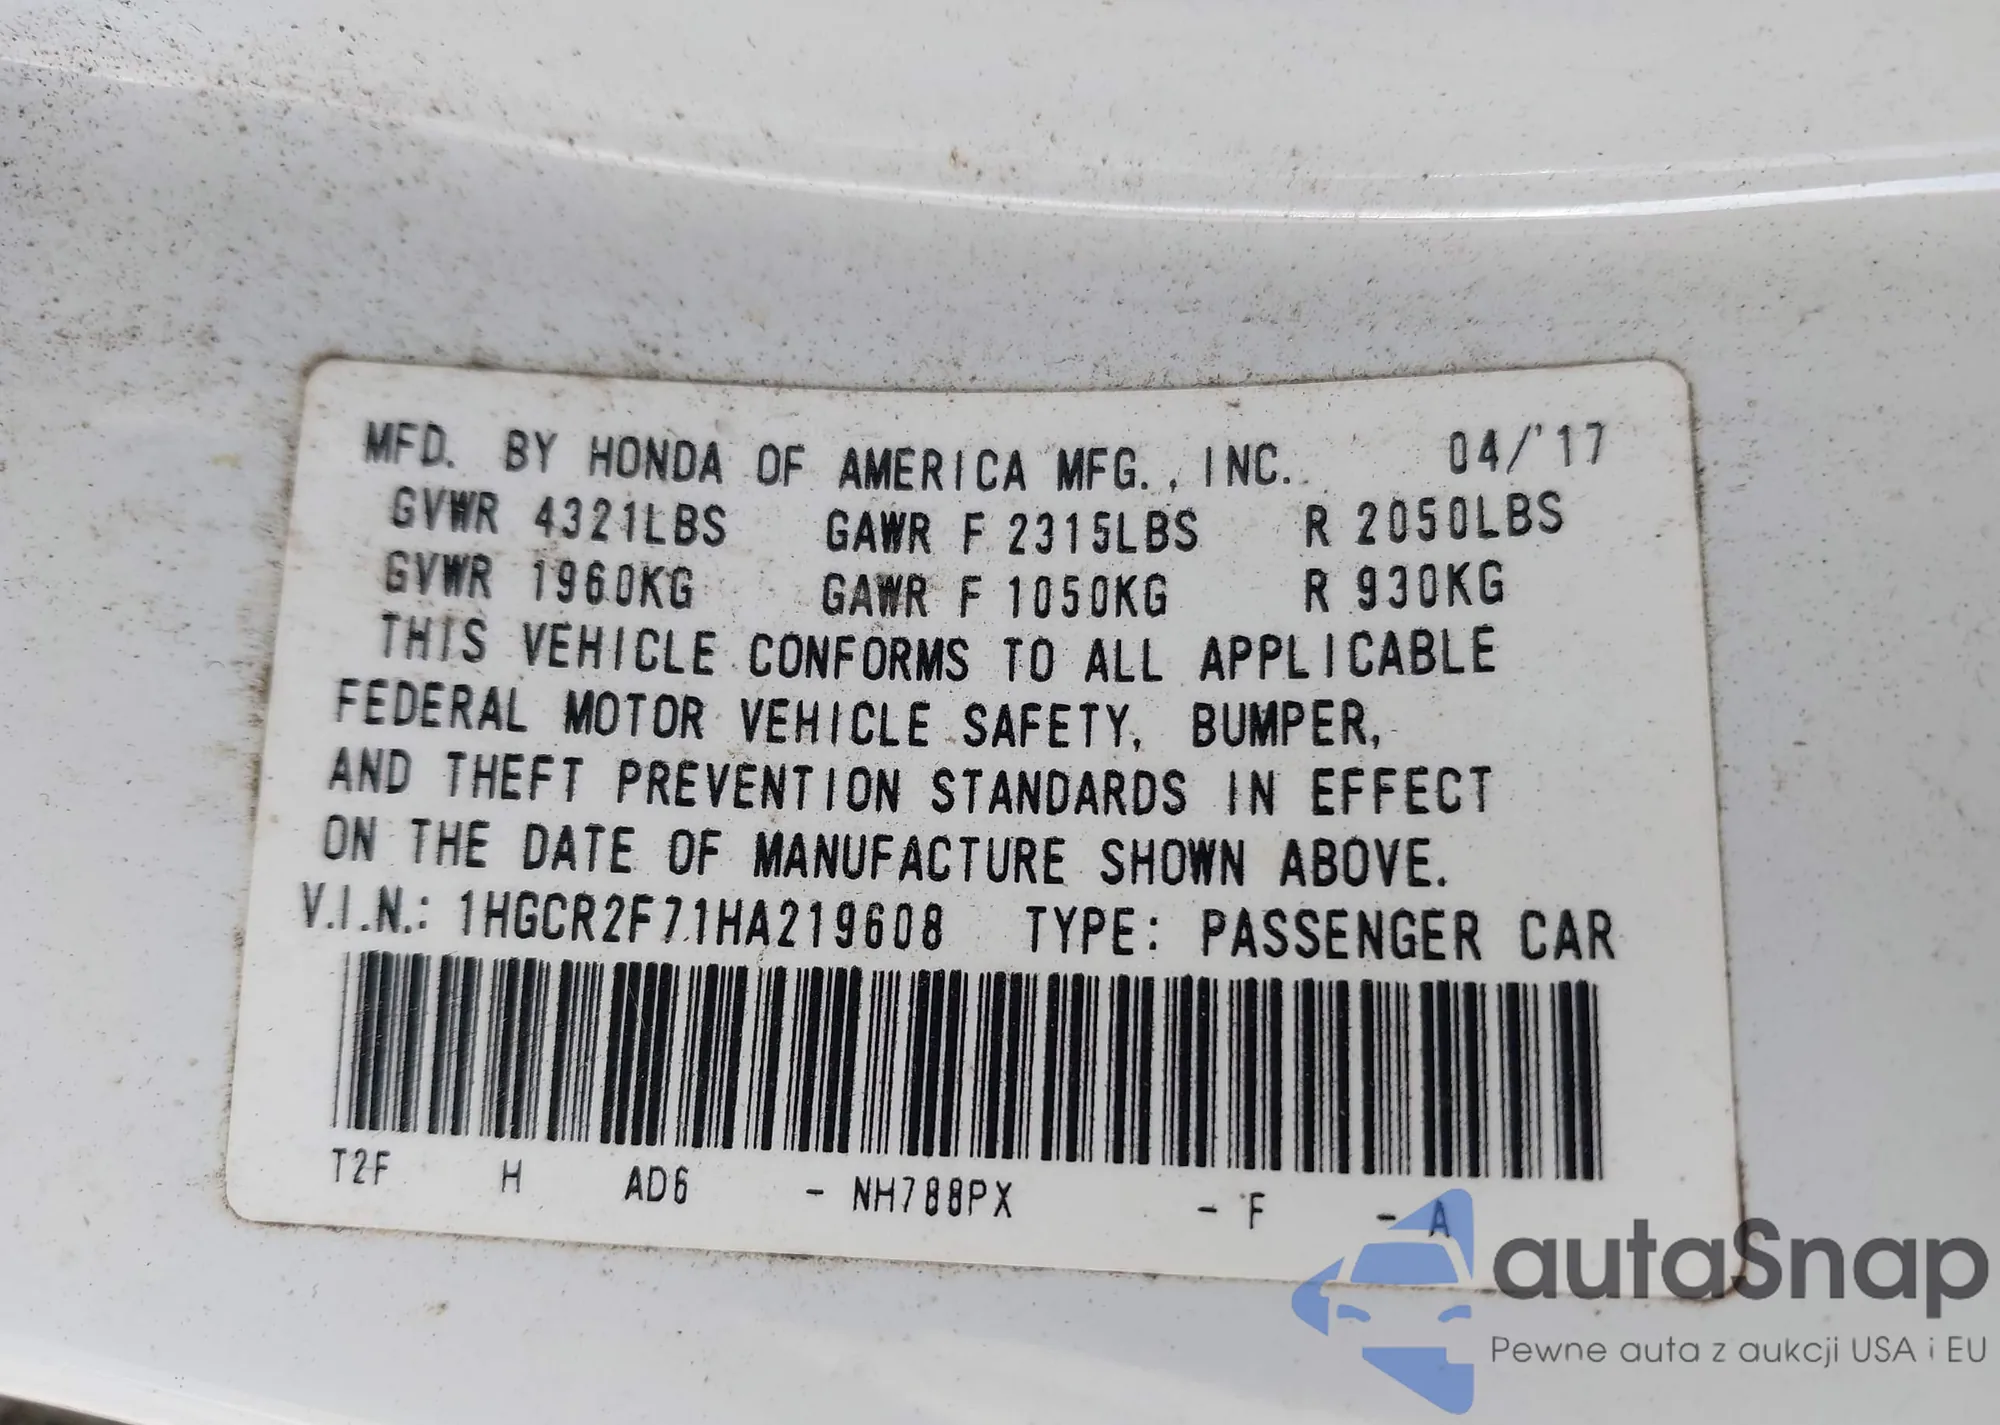 MFD. BY HONDA OF AMERICA MFG., INC. 04/'17
GVWR 4321LBS GAWR F 2315LBS R 2050LBS
GVWR 1960KG GAWR F 1050KG R 930KG
THIS VEHICLE CONFORMS TO ALL APPLICABLE
FEDERAL MOTOR VEHICLE SAFETY, BUMPER,
AND THEFT PREVENTION STANDARDS IN EFFECT
ON THE DATE OF MANUFACTURE SHOWN ABOVE.
V.I.N.: 1HGCR2F71HA219608 TYPE: PASSENGER CAR
T2F H AD6 - NH788PX - F - A
autaSnap
Pewne auta z aukcji USA i EU